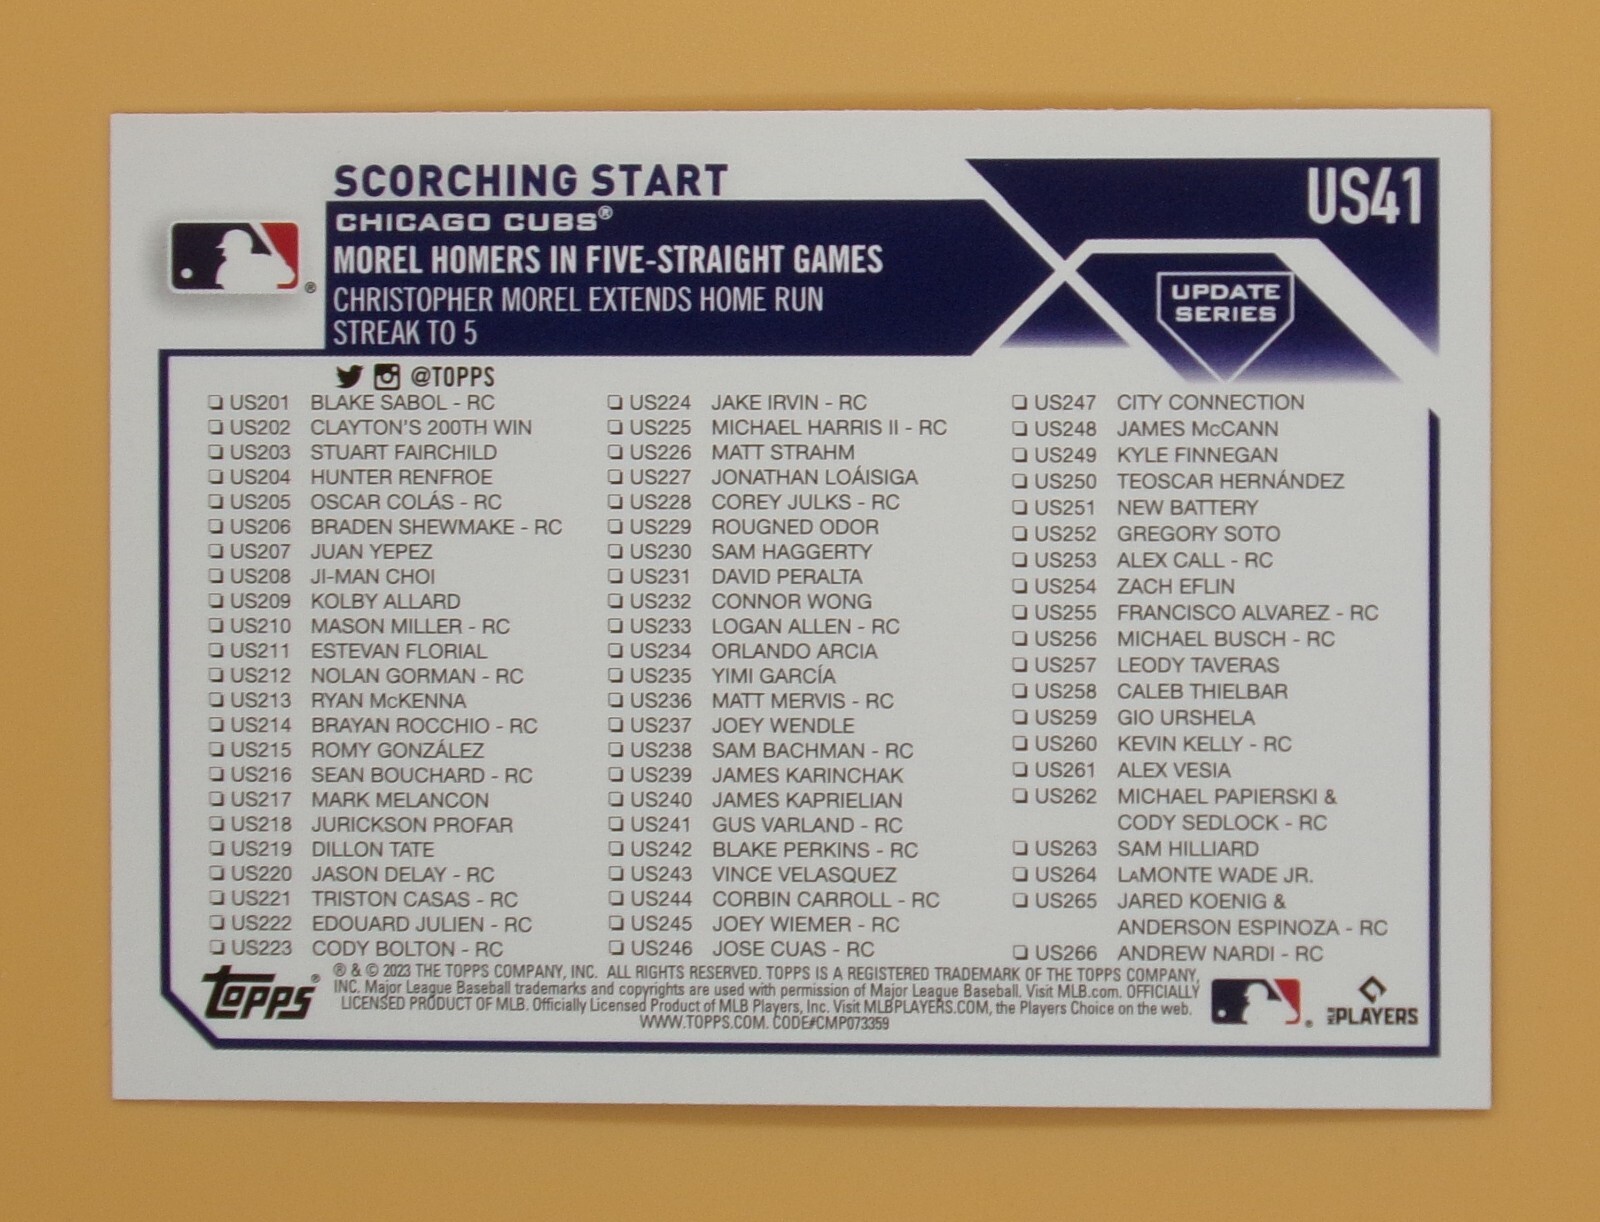 SCORCHING START
US41
CHICAGO CUBS®
MOREL HOMERS IN FIVE-STRAIGHT GAMES
CHRISTOPHER MOREL EXTENDS HOME RUN
STREAK TO 5
®
UPDATE
SERIES
@TOPPS
US201 BLAKE SABOL - RC
US202 CLAYTON'S 200TH WIN
US203 STUART FAIRCHILD
US204 HUNTER RENFROE
US205 OSCAR COLÁS - RC
US206 BRADEN SHEWMAKE - RC
US207 JUAN YEPEZ
US208 JI-MAN CHOI
US209 KOLBY ALLARD
US210 MASON MILLER - RC
US211 ESTEVAN FLORIAL
US212 NOLAN GORMAN - RC
US213 RYAN McKENNA
US214 BRAYAN ROCCHIO - RC
US215 ROMY GONZÁLEZ
US216 SEAN BOUCHARD - RC
US217 MARK MELANCON
US218 JURICKSON PROFAR
US219 DILLON TATE
US220 JASON DELAY - RC
US221 TRISTON CASAS - RC
US222 EDOUARD JULIEN - RC
US223 CODY BOLTON - RC
US224 JAKE IRVIN - RC
US225 MICHAEL HARRIS II - RC
US226 MATT STRAHM
US227 JONATHAN LOÁISIGA
US228 COREY JULKS - RC
US229 ROUGNED ODOR
US230 SAM HAGGERTY
US231 DAVID PERALTA
US232 CONNOR WONG
US233 LOGAN ALLEN - RC
US234 ORLANDO ARCIA
US235 YIMI GARCÍA
US236 MATT MERVIS - RC
US237 JOEY WENDLE
US238 SAM BACHMAN - RC
US239 JAMES KARINCHAK
US240 JAMES KAPRIELIAN
US241 GUS VARLAND - RC
US242 BLAKE PERKINS - RC
US243 VINCE VELASQUEZ
US244 CORBIN CARROLL - RC
US245 JOEY WIEMER - RC
US246 JOSE CUAS - RC
US247 CITY CONNECTION
US248 JAMES McCANN
US249 KYLE FINNEGAN
US250 TEOSCAR HERNÁNDEZ
US251 NEW BATTERY
US252 GREGORY SOTO
US253 ALEX CALL - RC
US254 ZACH EFLIN
US255 FRANCISCO ALVAREZ - RC
US256 MICHAEL BUSCH - RC
US257 LEODY TAVERAS
US258 CALEB THIELBAR
US259 GIO URSHELA
US260 KEVIN KELLY - RC
US261 ALEX VESIA
US262 MICHAEL PAPIERSKI &
CODY SEDLOCK - RC
US263 SAM HILLIARD
US264 LaMONTE WADE JR.
US265 JARED KOENIG &
ANDERSON ESPINOZA - RC
US266 ANDREW NARDI - RC
Topps®
® & © 2023 THE TOPPS COMPANY, INC. ALL RIGHTS RESERVED. TOPPS IS A REGISTERED TRADEMARK OF THE TOPPS COMPANY,
INC. Major League Baseball trademarks and copyrights are used with permission of Major League Baseball. Visit MLB.com. OFFICIALLY
LICENSED PRODUCT OF MLB. Officially Licensed Product of MLB Players, Inc. Visit MLBPLAYERS.COM, the Players Choice on the web.
WWW.TOPPS.COM. CODE#CMP073359
®
MLB PLAYERS